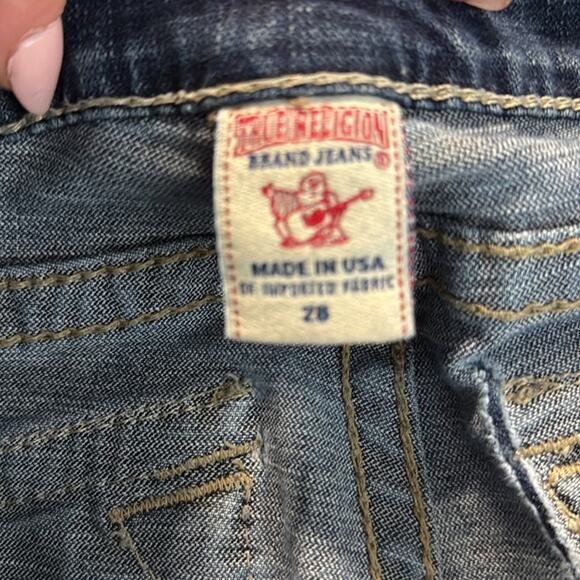 TRUE RELIGION
BRAND JEANS®
MADE IN USA
OF IMPORTED FABRIC
28